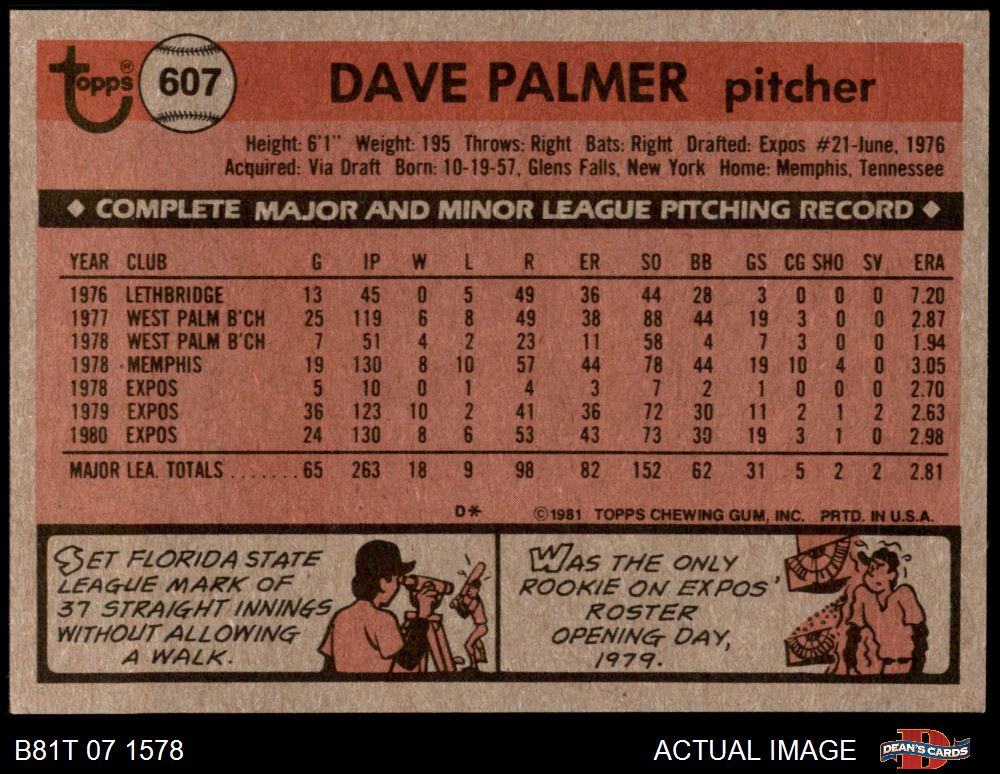 topps® 607 DAVE PALMER pitcher
Height: 6'1" Weight: 195 Throws: Right Bats: Right Drafted: Expos #21-June, 1976
Acquired: Via Draft Born: 10-19-57, Glens Falls, New York Home: Memphis, Tennessee
◆ COMPLETE MAJOR AND MINOR LEAGUE PITCHING RECORD ◆
YEAR CLUB G IP W L R ER SO BB GS CG SHO SV ERA
1976 LETHBRIDGE 13 45 0 5 49 36 44 28 3 0 0 0 7.20
1977 WEST PALM B'CH 25 119 6 8 49 38 88 44 19 3 0 0 2.87
1978 WEST PALM B'CH 7 51 4 2 23 11 58 4 7 3 0 0 1.94
1978 MEMPHIS 19 130 8 10 57 44 78 44 19 10 4 0 3.05
1978 EXPOS 5 10 0 1 4 3 7 2 1 0 0 0 2.70
1979 EXPOS 36 123 10 2 41 36 72 30 11 2 1 2 2.63
1980 EXPOS 24 130 8 6 53 43 73 30 19 3 1 0 2.98
MAJOR LEA. TOTALS ....... 65 263 18 9 98 82 152 62 31 5 2 2 2.81
D* ©1981 TOPPS CHEWING GUM, INC. PRTD. IN U.S.A.
SET FLORIDA STATE
LEAGUE MARK OF
37 STRAIGHT INNINGS
WITHOUT ALLOWING
A WALK.
WAS THE ONLY
ROOKIE ON EXPOS'
ROSTER
OPENING DAY,
1979.
B81T 07 1578 ACTUAL IMAGE DEAN'S CARDS